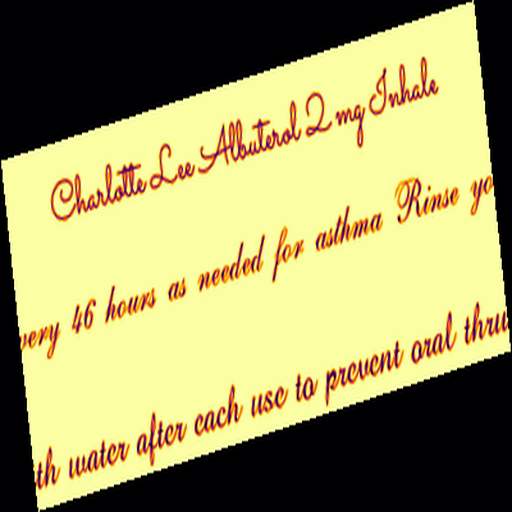 Charlotte Lee Albuterol 2 mg Inhale
very 46 hours as needed for asthma Rinse yo
th water after each use to prevent oral thru